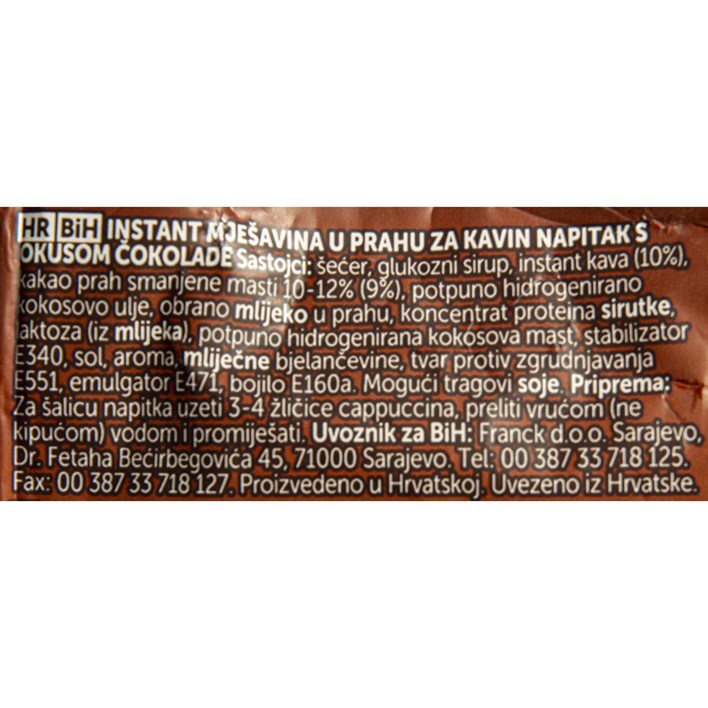 HR BiH INSTANT MJEŠAVINA U PRAHU ZA KAVIN NAPITAK S
OKUSOM ČOKOLADE Sastojci: šećer, glukozni sirup, instant kava (10%),
kakao prah smanjene masti 10-12% (9%), potpuno hidrogenirano
kokosovo ulje, obrano mlijeko u prahu, koncentrat proteina sirutke,
laktoza (iz mlijeka), potpuno hidrogenirana kokosova mast, stabilizator
E340, sol, aroma, mliječne bjelančevine, tvar protiv zgrudnjavanja
E551, emulgator E471, bojilo E160a. Mogući tragovi soje. Priprema:
Za šalicu napitka uzeti 3-4 žličice cappuccina, preliti vrućom (ne
kipućom) vodom i promiješati. Uvoznik za BiH: Franck d.o.o. Sarajevo,
Dr. Fetaha Bećirbegovića 45, 71000 Sarajevo. Tel: 00 387 33 718 125.
Fax: 00 387 33 718 127. Proizvedeno u Hrvatskoj. Uvezeno iz Hrvatske.